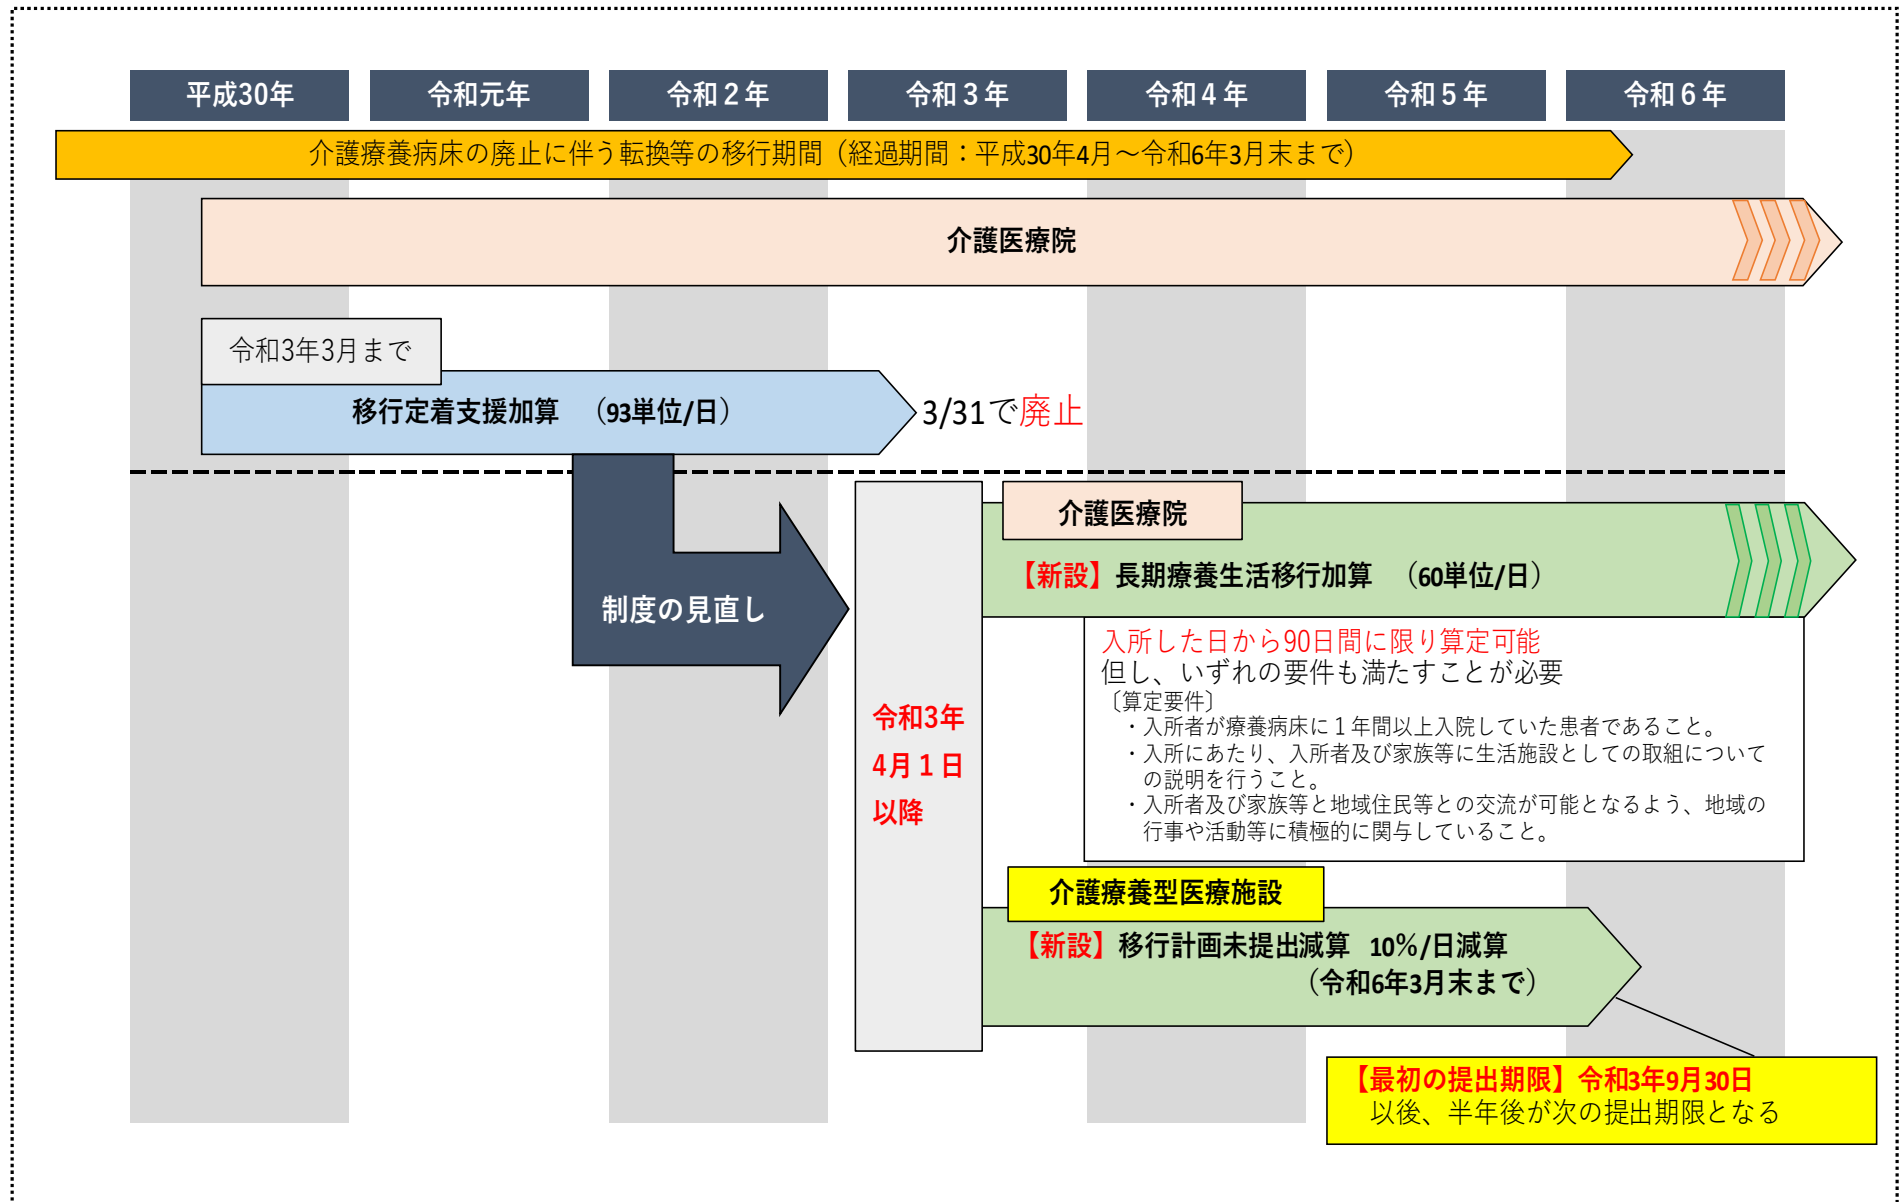 平成30年
令和元年
令和２年
令和３年
令和４年
令和５年
令和６年
介護療養病床の廃止に伴う転換等の移行期間（経過期間：平成30年4月～令和6年3月末まで）
介護医療院
令和3年3月まで
移行定着支援加算　（93単位/日）
3/31で廃止
制度の見直し
令和3年
4月１日
以降
介護医療院
【新設】長期療養生活移行加算　（60単位/日）
入所した日から90日間に限り算定可能
但し、いずれの要件も満たすことが必要
〔算定要件〕
・入所者が療養病床に１年間以上入院していた患者であること。
・入所にあたり、入所者及び家族等に生活施設としての取組について
の説明を行うこと。
・入所者及び家族等と地域住民等との交流が可能となるよう、地域の
行事や活動等に積極的に関与していること。
介護療養型医療施設
【新設】移行計画未提出減算　10％/日減算
（令和6年3月末まで）
【最初の提出期限】令和3年9月30日
以後、半年後が次の提出期限となる